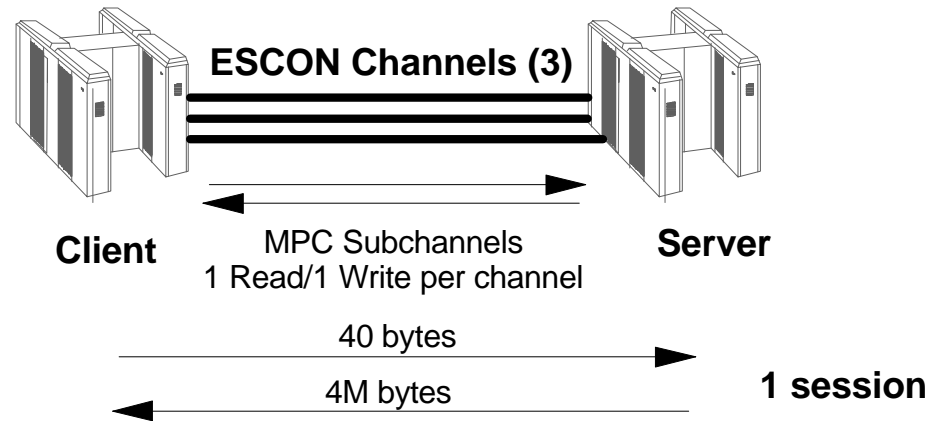 ESCON Channels (3)
Client
Server
MPC Subchannels
1 Read/1 Write per channel
40 bytes
4M bytes
1 session